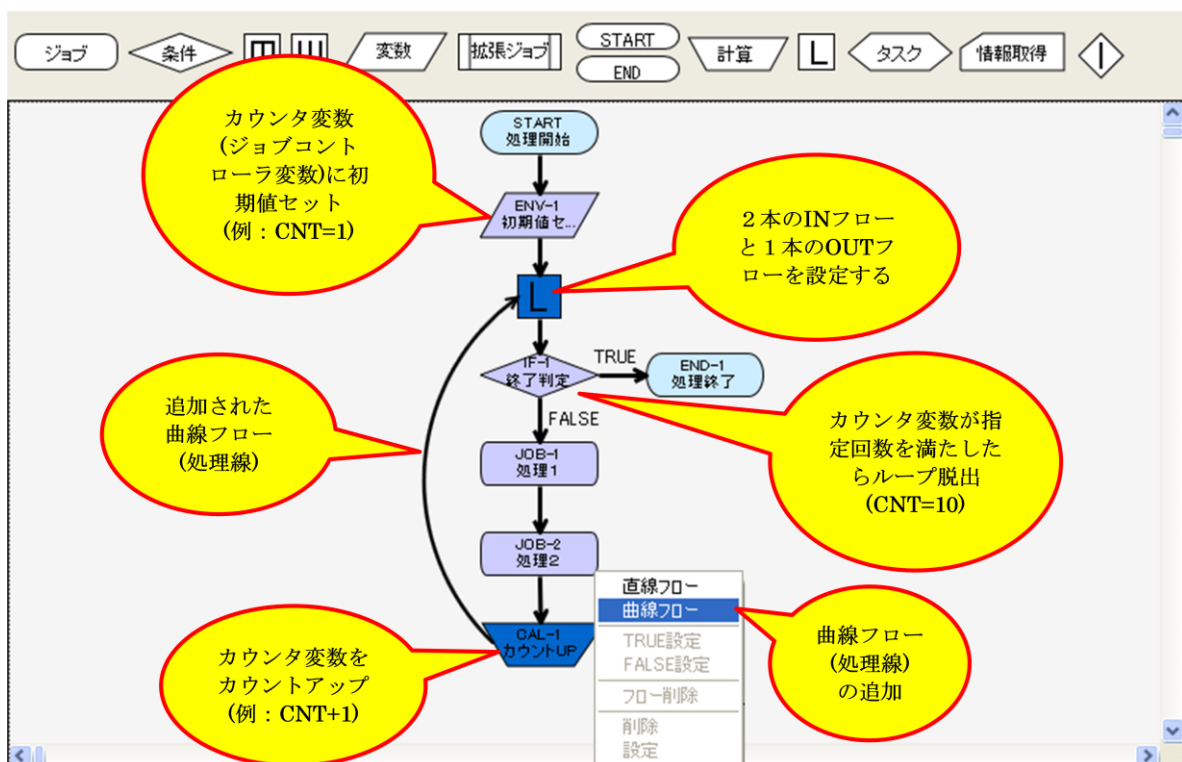 ジョブ
条件
変数
拡張ジョブ
START
END
計算
L
タスク
情報取得
カウンタ変数
(ジョブコント
ローラ変数)に初
期値セット
(例：CNT=1)
START
処理開始
ENV-1
初期値セ...
２本のINフロー
と１本のOUTフ
ローを設定する
L
IF-1
終了判定
TRUE
END-1
処理終了
FALSE
追加された
曲線フロー
(処理線)
カウンタ変数が指
定回数を満たした
らループ脱出
(CNT=10)
JOB-1
処理1
JOB-2
処理2
直線フロー
曲線フロー
TRUE設定
FALSE設定
フロー削除
削除
設定
CAL-1
カウントUP
カウンタ変数を
カウントアップ
(例：CNT+1)
曲線フロー
(処理線)
の追加